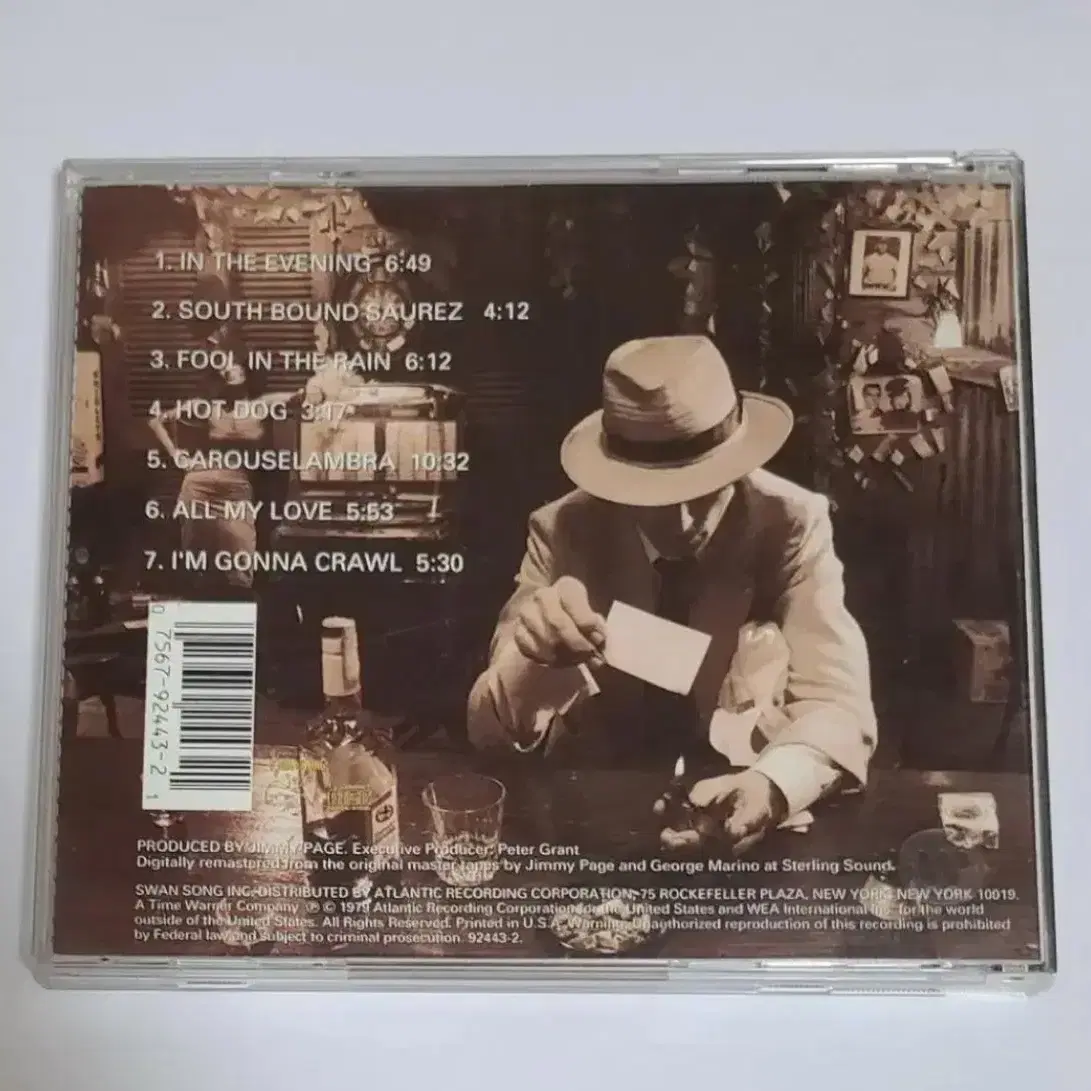 1. IN THE EVENING 6:49
2. SOUTH BOUND SAUREZ 4:12
3. FOOL IN THE RAIN 6:12
4. HOT DOG 3:17
5. CAROUSELAMBRA 10:32
6. ALL MY LOVE 5:53
7. I'M GONNA CRAWL 5:30
0 7567-92443-2 1
PRODUCED BY JIMMY PAGE. Executive Producer: Peter Grant
Digitally remastered from the original master tapes by Jimmy Page and George Marino at Sterling Sound.
SWAN SONG INC. DISTRIBUTED BY ATLANTIC RECORDING CORPORATION, 75 ROCKEFELLER PLAZA, NEW YORK, NEW YORK 10019.
A Time Warner Company ℗ © 1979 Atlantic Recording Corporation for the United States and WEA International Inc. for the world
outside of the United States. All Rights Reserved. Printed in U.S.A. Warning: Unauthorized reproduction of this recording is prohibited
by Federal law and subject to criminal prosecution. 92443-2.